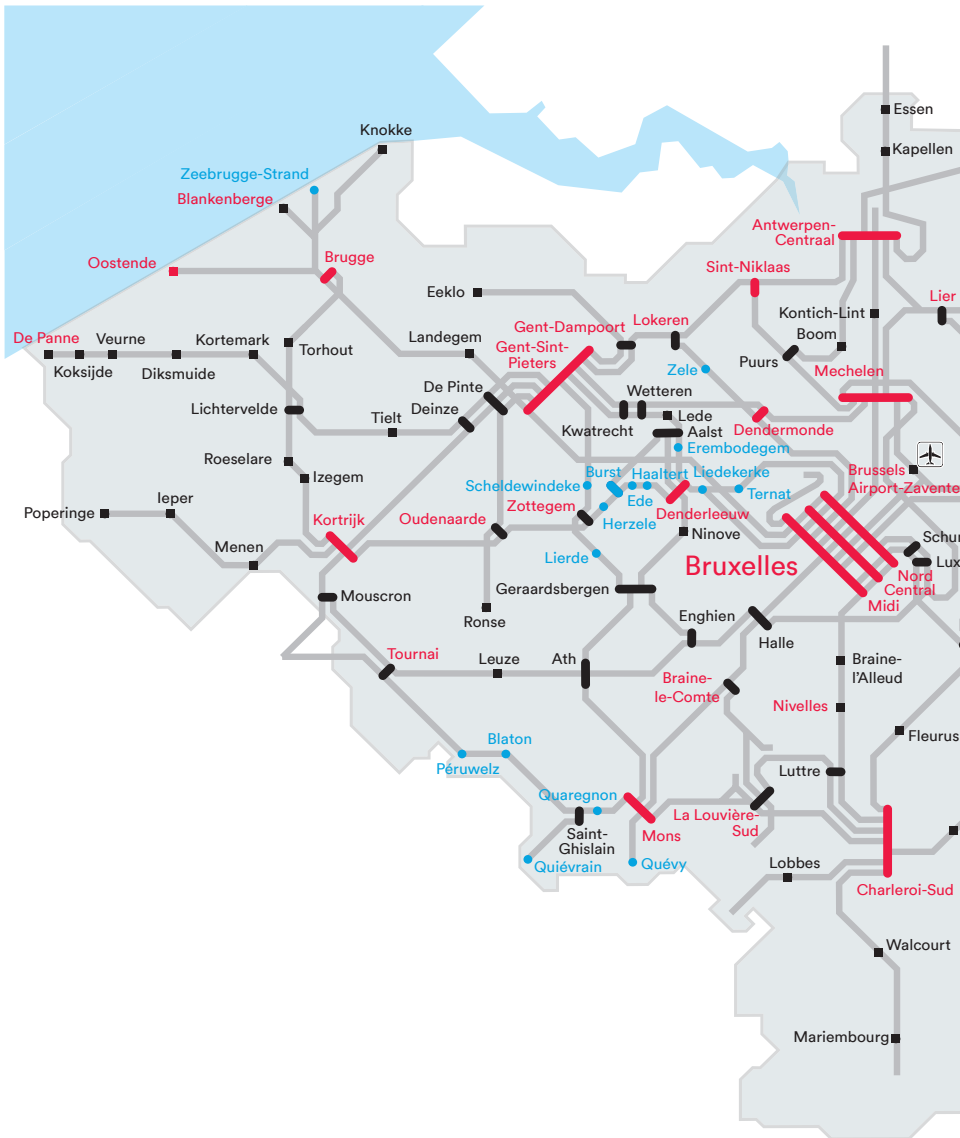 Essen
Knokke
Kapellen
Zeebrugge-Strand
Blankenberge
Antwerpen-
Centraal
Brugge
Oostende
Sint-Niklaas
Eeklo
Lier
Kontich-Lint
Gent-Dampoort
Lokeren
De Panne
Veurne
Kortemark
Landegem
Gent-Sint-
Pieters
Boom
Torhout
Puurs
Koksijde
Diksmuide
Zele
Mechelen
De Pinte
Wetteren
Lichtervelde
Deinze
Lede
Tielt
Kwatrecht
Aalst
Dendermonde
Erembodegem
Roeselare
Izegem
Scheldewindeke
Burst
Haaltert
Liedekerke
Brussels
Airport-Zavente
Ede
Ternat
Ieper
Zottegem
Herzele
Denderleeuw
Poperinge
Kortrijk
Oudenaarde
Ninove
Menen
Lierde
Bruxelles
Schu
Lux
Nord
Central
Midi
Geraardsbergen
Mouscron
Ronse
Enghien
Halle
Tournai
Leuze
Ath
Braine-
le-Comte
Braine-
l'Alleud
Nivelles
Blaton
Fleurus
Péruwelz
Luttre
Quaregnon
La Louvière-
Sud
Saint-
Ghislain
Mons
Quiévrain
Quévy
Lobbes
Charleroi-Sud
Walcourt
Mariembourg